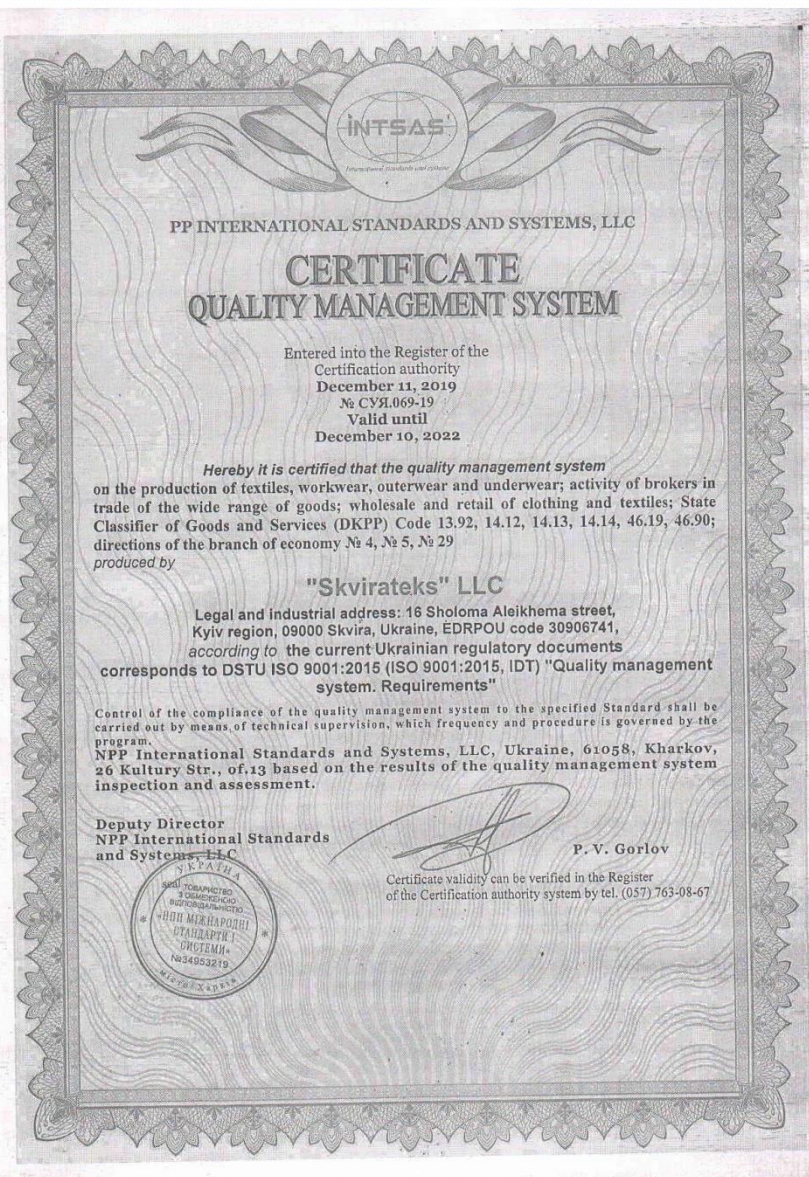 INTSAS
International standards and systems
PP INTERNATIONAL STANDARDS AND SYSTEMS, LLC
CERTIFICATE
QUALITY MANAGEMENT SYSTEM
Entered into the Register of the
Certification authority
December 11, 2019
№ СУЯ.069-19
Valid until
December 10, 2022
Hereby it is certified that the quality management system
on the production of textiles, workwear, outerwear and underwear; activity of brokers in
trade of the wide range of goods; wholesale and retail of clothing and textiles; State
Classifier of Goods and Services (DKPP) Code 13.92, 14.12, 14.13, 14.14, 46.19, 46.90;
directions of the branch of economy № 4, № 5, № 29
produced by
"Skvirateks" LLC
Legal and industrial address: 16 Sholoma Aleikhema street,
Kyiv region, 09000 Skvira, Ukraine, EDRPOU code 30906741,
according to the current Ukrainian regulatory documents
corresponds to DSTU ISO 9001:2015 (ISO 9001:2015, IDT) "Quality management
system. Requirements"
Control of the compliance of the quality management system to the specified Standard shall be
carried out by means of technical supervision, which frequency and procedure is governed by the
program.
NPP International Standards and Systems, LLC, Ukraine, 61058, Kharkov,
26 Kultury Str., of.13 based on the results of the quality management system
inspection and assessment.
Deputy Director
NPP International Standards
and Systems, LLC
P. V. Gorlov
Certificate validity can be verified in the Register
of the Certification authority system by tel. (057) 763-08-67
УКРАЇНА
seal ТОВАРИСТВО
З ОБМЕЖЕНОЮ
ВІДПОВІДАЛЬНІСТЮ
«НПП МІЖНАРОДНІ
СТАНДАРТИ І
СИСТЕМИ»
№34953219
місто Харків